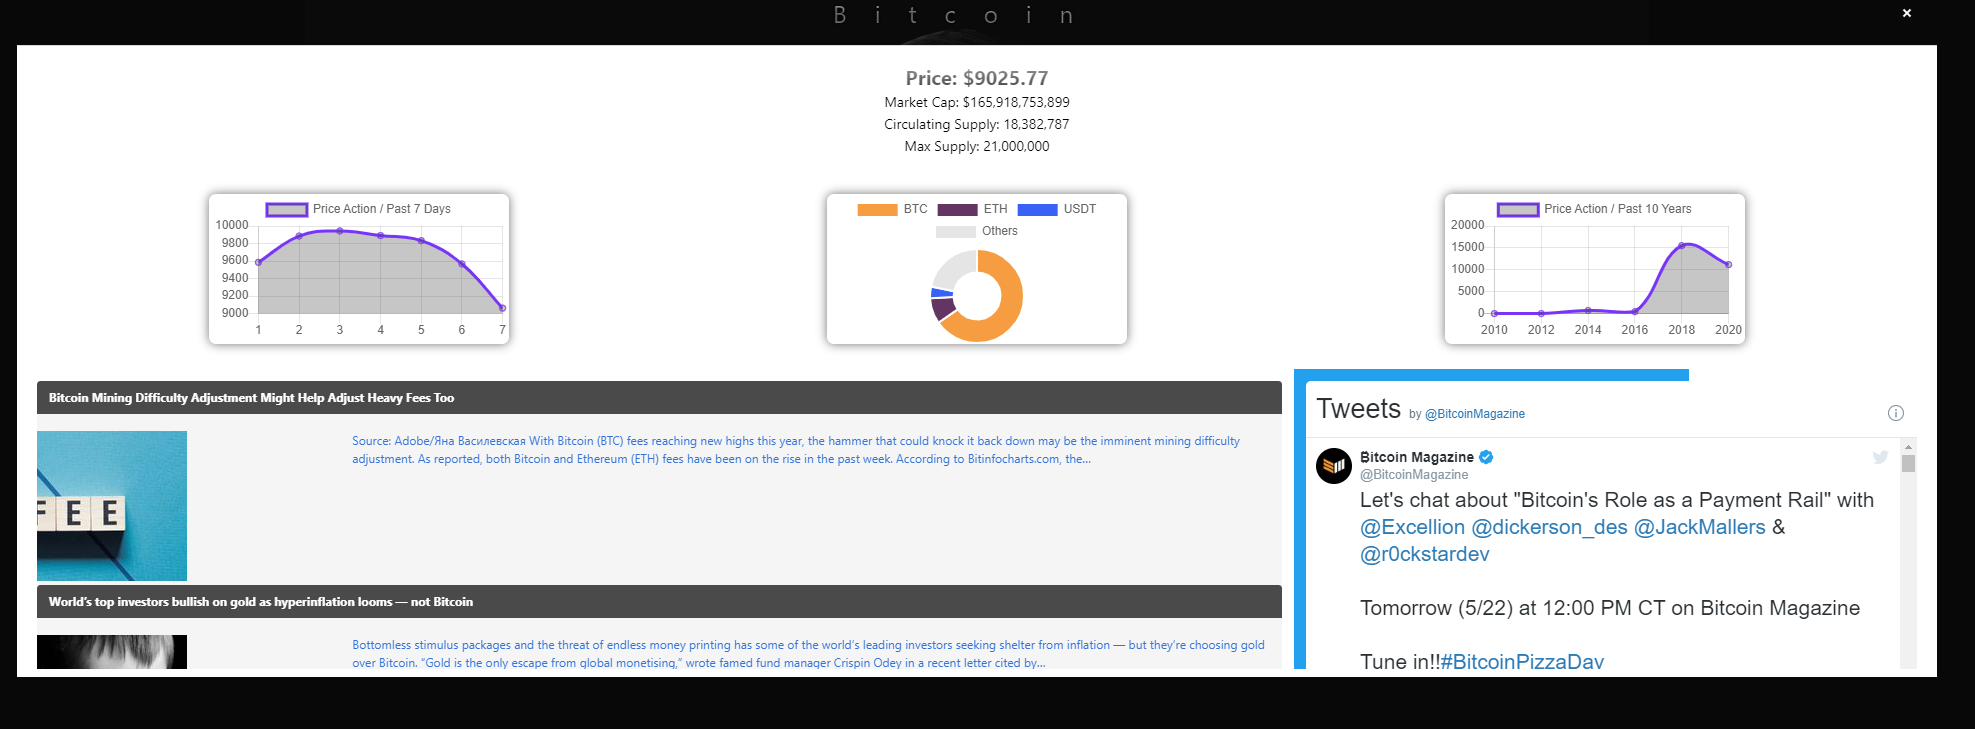 Bitcoin
×
Price: $9025.77
Market Cap: $165,918,753,899
Circulating Supply: 18,382,787
Max Supply: 21,000,000
Price Action / Past 7 Days
10000
9800
9600
9400
9200
9000
1 2 3 4 5 6 7
BTC ETH USDT
Others
Price Action / Past 10 Years
20000
15000
10000
5000
0
2010 2012 2014 2016 2018 2020
Bitcoin Mining Difficulty Adjustment Might Help Adjust Heavy Fees Too
FEE
Source: Adobe/Яна Василевская With Bitcoin (BTC) fees reaching new highs this year, the hammer that could knock it back down may be the imminent mining difficulty
adjustment. As reported, both Bitcoin and Ethereum (ETH) fees have been on the rise in the past week. According to Bitinfocharts.com, the...
World's top investors bullish on gold as hyperinflation looms — not Bitcoin
Bottomless stimulus packages and the threat of endless money printing has some of the world's leading investors seeking shelter from inflation — but they're choosing gold
over Bitcoin. "Gold is the only escape from global monetising," wrote famed fund manager Crispin Odey in a recent letter cited by...
Tweets by @BitcoinMagazine
₿itcoin Magazine
@BitcoinMagazine
Let's chat about "Bitcoin's Role as a Payment Rail" with
@Excellion @dickerson_des @JackMallers &
@r0ckstardev
Tomorrow (5/22) at 12:00 PM CT on Bitcoin Magazine
Tune in!!#BitcoinPizzaDay